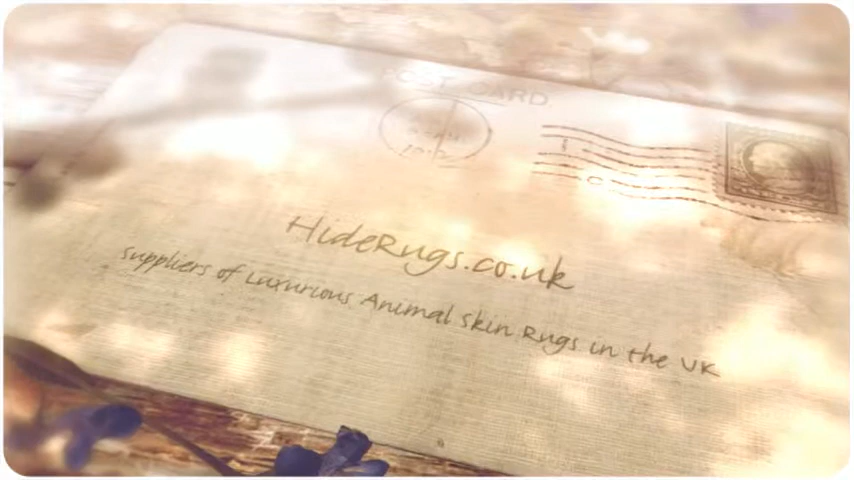 POST CARD
HideRugs.co.uk
suppliers of Luxurious Animal Skin Rugs in the UK